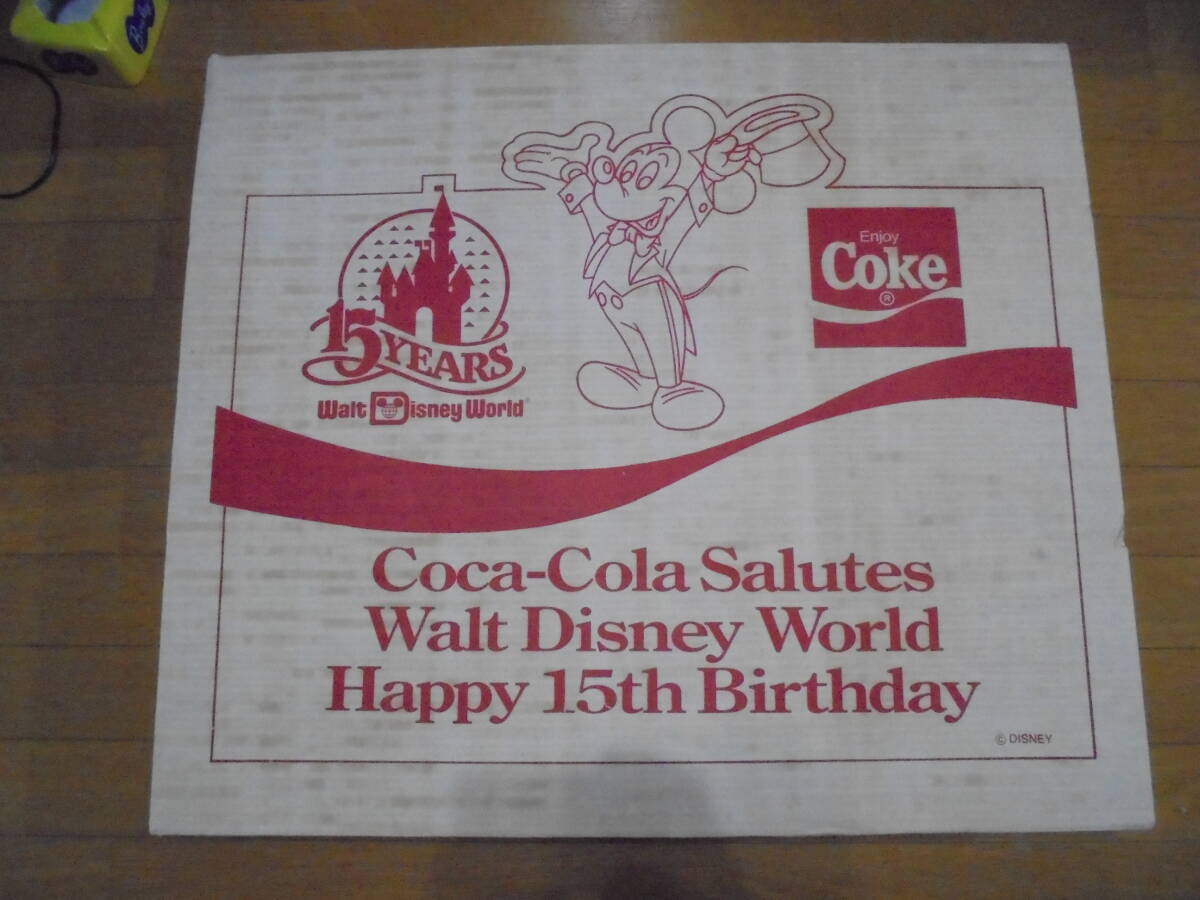 15 YEARS
Walt Disney World
Enjoy
Coke
®
Coca-Cola Salutes
Walt Disney World
Happy 15th Birthday
© DISNEY